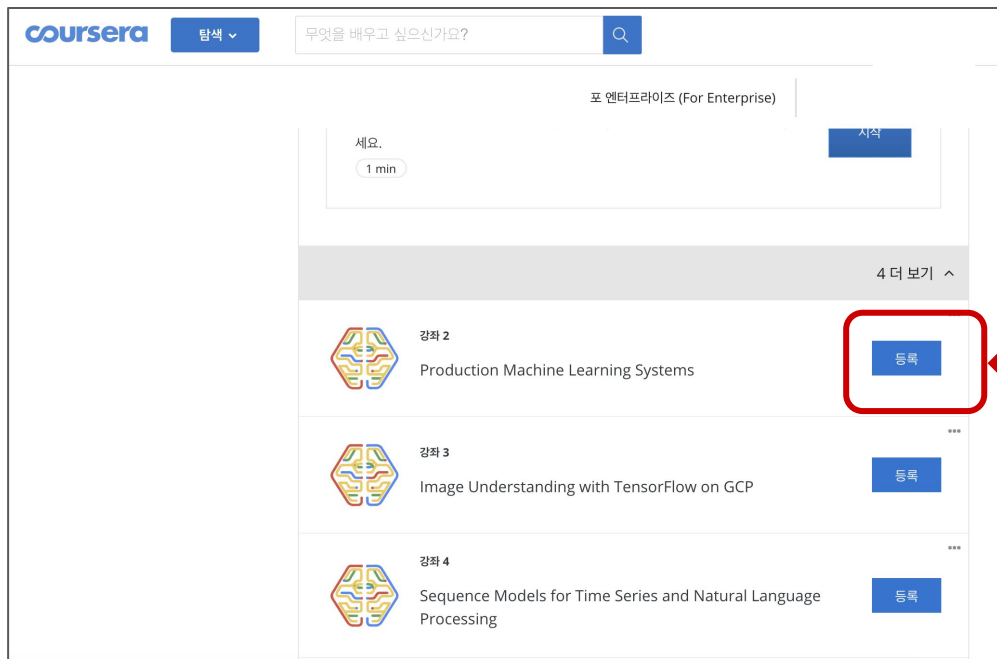 coursera
탐색
무엇을 배우고 싶으신가요?
포 엔터프라이즈 (For Enterprise)
세요.
시작
1 min
4 더 보기
강좌 2
Production Machine Learning Systems
등록
강좌 3
Image Understanding with TensorFlow on GCP
등록
강좌 4
Sequence Models for Time Series and Natural Language
Processing
등록